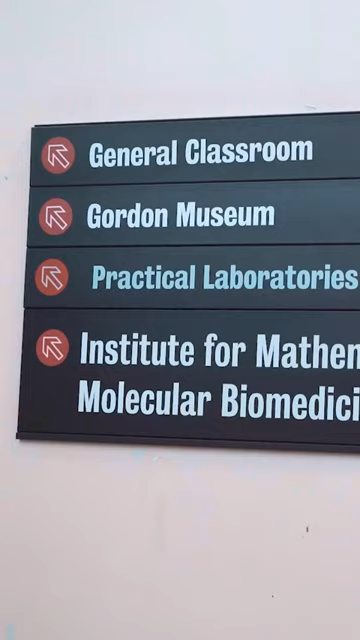 General Classroom
Gordon Museum
Practical Laboratories
Institute for Mathem
Molecular Biomedici